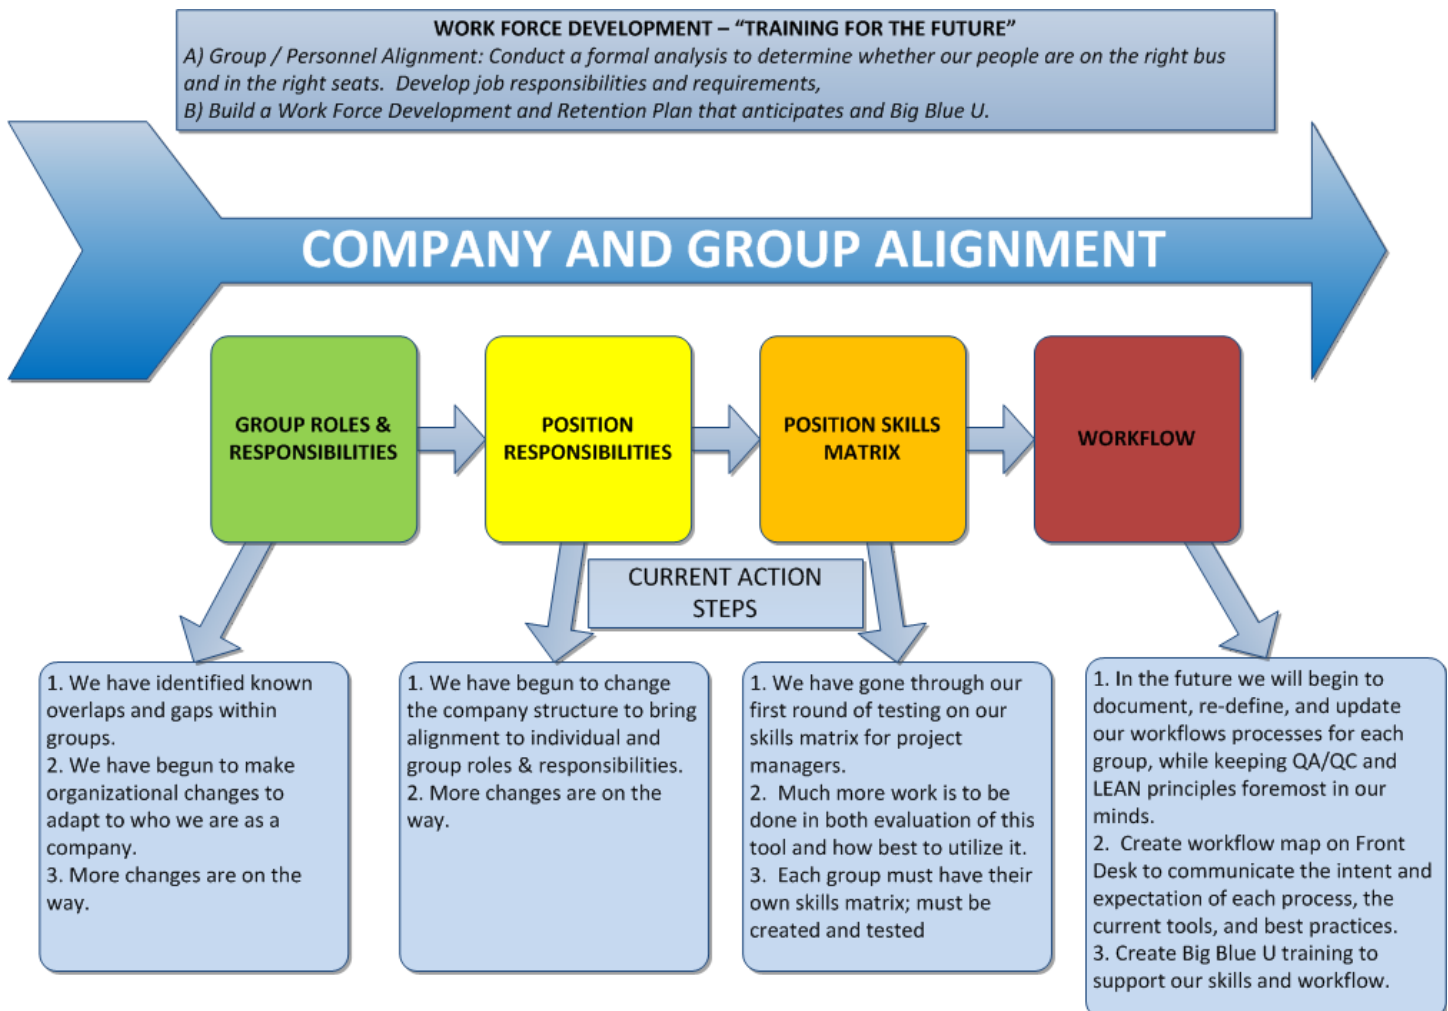 WORK FORCE DEVELOPMENT – “TRAINING FOR THE FUTURE”
A) Group / Personnel Alignment: Conduct a formal analysis to determine whether our people are on the right bus
and in the right seats.  Develop job responsibilities and requirements,
B) Build a Work Force Development and Retention Plan that anticipates and Big Blue U.
COMPANY AND GROUP ALIGNMENT
GROUP ROLES &
RESPONSIBILITIES
POSITION
RESPONSIBILITIES
POSITION SKILLS
MATRIX
WORKFLOW
CURRENT ACTION
STEPS
1. We have identified known
overlaps and gaps within
groups.
2. We have begun to make
organizational changes to
adapt to who we are as a
company.
3. More changes are on the
way.
1. We have begun to change
the company structure to bring
alignment to individual and
group roles & responsibilities.
2. More changes are on the
way.
1. We have gone through our
first round of testing on our
skills matrix for project
managers.
2.  Much more work is to be
done in both evaluation of this
tool and how best to utilize it.
3.  Each group must have their
own skills matrix; must be
created and tested
1. In the future we will begin to
document, re-define, and update
our workflows processes for each
group, while keeping QA/QC and
LEAN principles foremost in our
minds.
2.  Create workflow map on Front
Desk to communicate the intent and
expectation of each process, the
current tools, and best practices.
3. Create Big Blue U training to
support our skills and workflow.